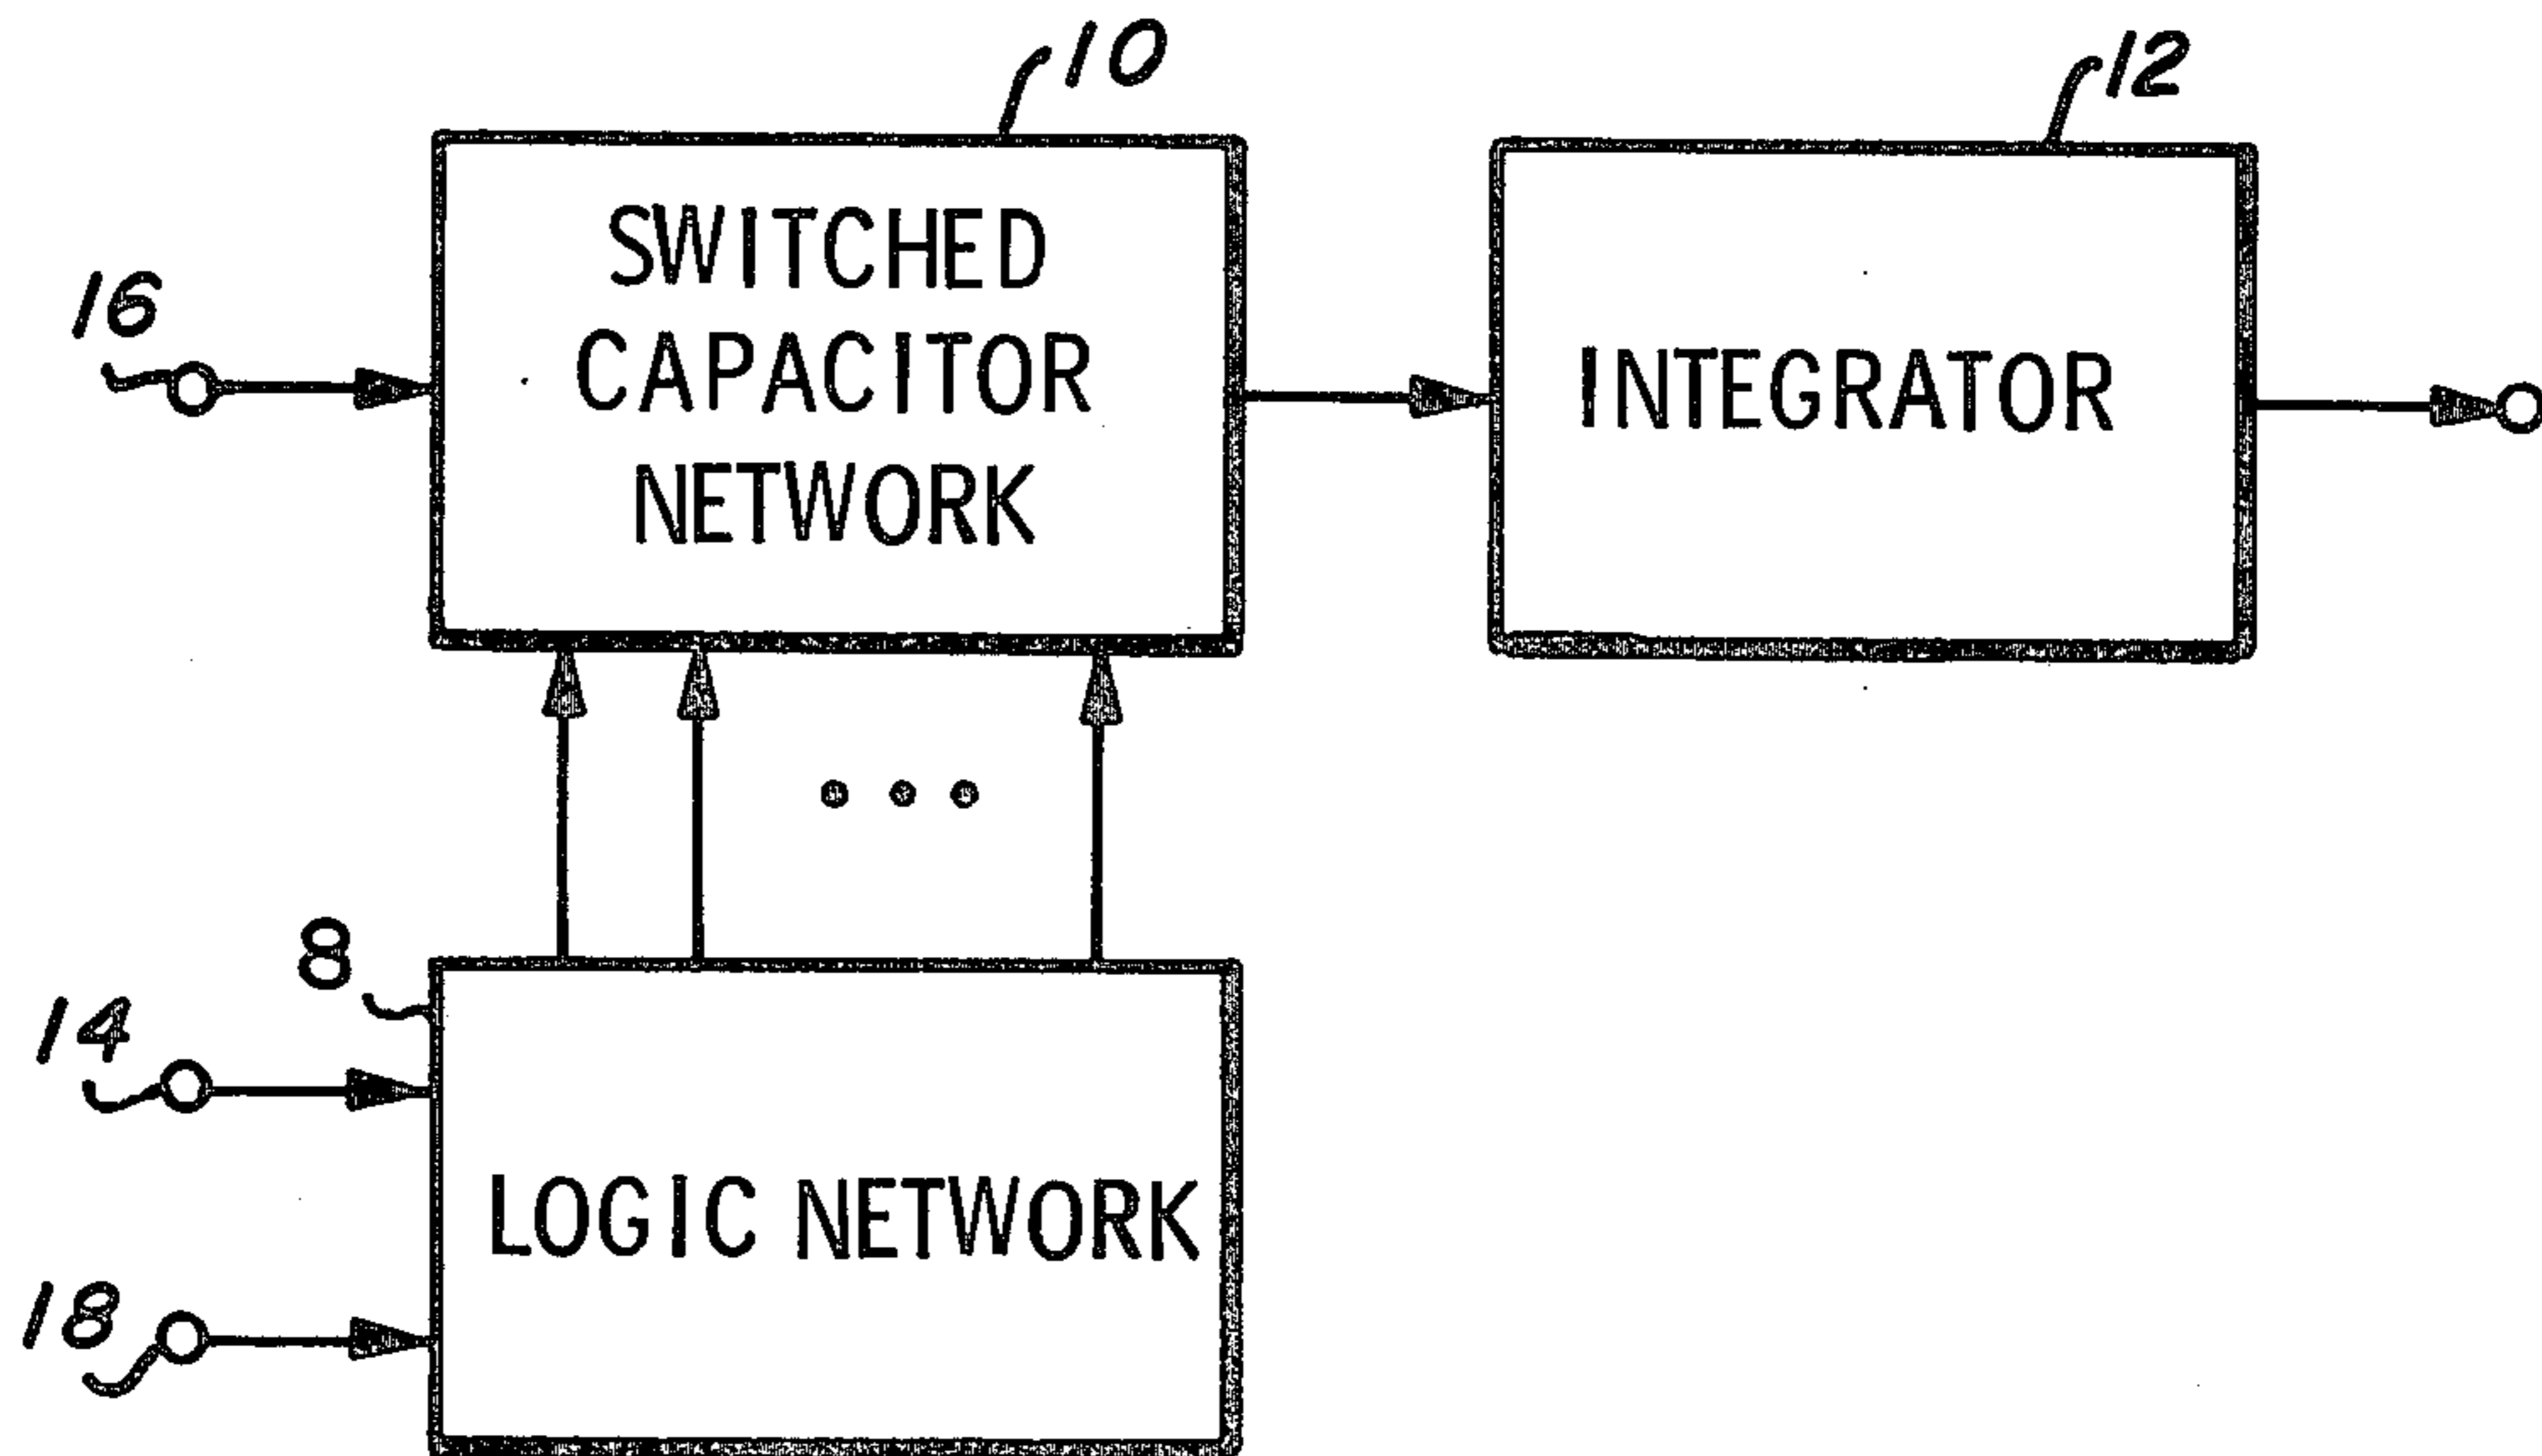 10
12
SWITCHED
CAPACITOR
NETWORK
16
INTEGRATOR
8
14
LOGIC NETWORK
18